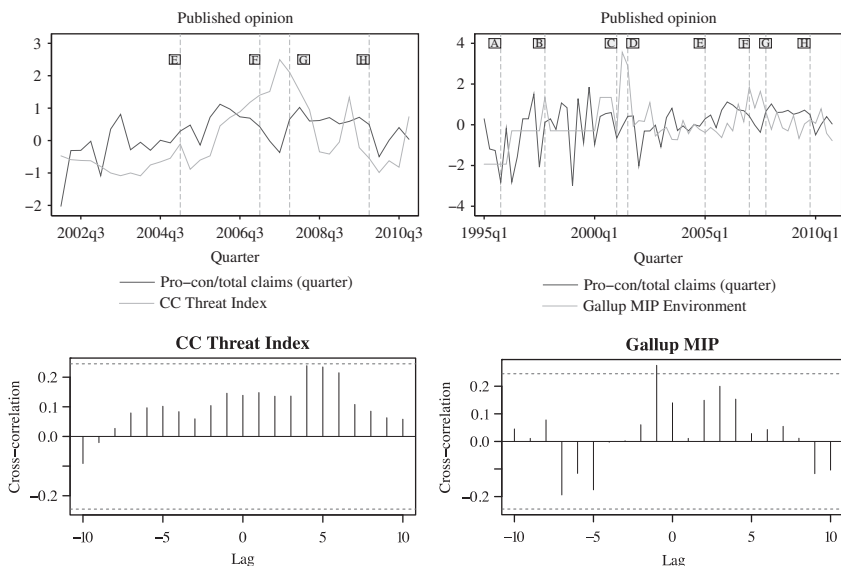 Published opinion
3
2
1
0
−1
−2
E
F
G
H
2002q3
2004q3
2006q3
2008q3
2010q3
Quarter
Pro−con/total claims (quarter)
CC Threat Index
Published opinion
4
2
0
−2
−4
A
B
C
D
E
F
G
H
1995q1
2000q1
2005q1
2010q1
Quarter
Pro−con/total claims (quarter)
Gallup MIP Environment
CC Threat Index
Cross−correlation
0.2
0.0
−0.2
−10
−5
0
5
10
Lag
Gallup MIP
Cross−correlation
0.2
0.1
0.0
−0.2
−10
−5
0
5
10
Lag